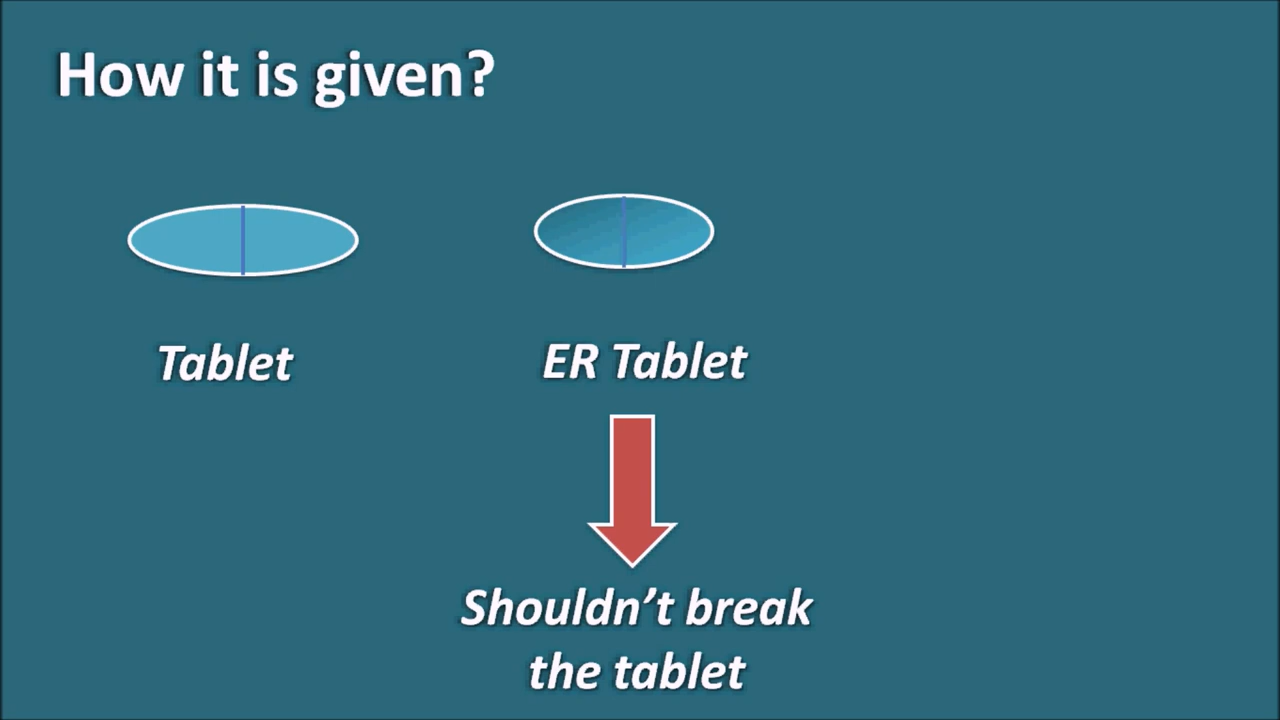 How it is given?
Tablet
ER Tablet
Shouldn’t break
the tablet